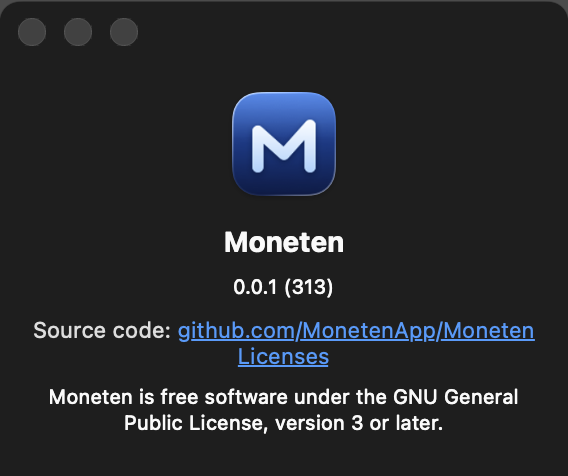 M
Moneten
0.0.1 (313)
Source code: github.com/MonetenApp/Moneten
Licenses
Moneten is free software under the GNU General
Public License, version 3 or later.